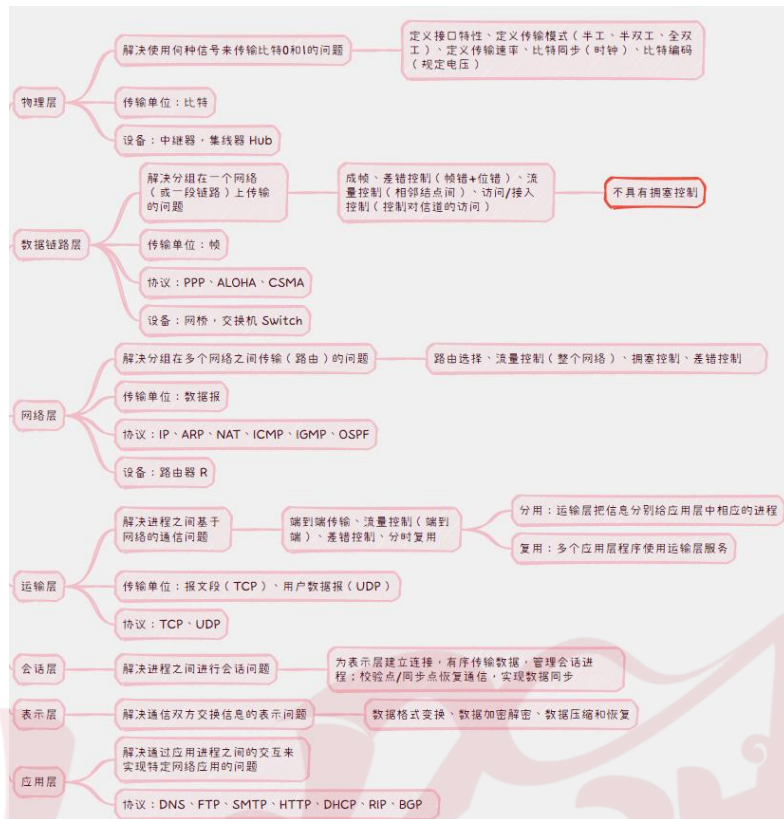 解决使用何种信号来传输比特0和1的问题
定义接口特性、定义传输模式(半工、半双工、全双
工)、定义传输速率、比特同步(时钟)、比特编码
(规定电压)
物理层
传输单位:比特
设备:中继器,集线器 Hub
解决分组在一个网络
(或一段链路)上传输
的问题
成帧、差错控制(帧错+位错)、流
量控制(相邻结点间)、访问/接入
控制(控制对信道的访问)
不具有拥塞控制
数据链路层
传输单位:帧
协议:PPP、ALOHA、CSMA
设备:网桥,交换机 Switch
解决分组在多个网络之间传输(路由)的问题
路由选择、流量控制(整个网络)、拥塞控制、差错控制
网络层
传输单位:数据报
协议:IP、ARP、NAT、ICMP、IGMP、OSPF
设备:路由器 R
解决进程之间基于
网络的通信问题
端到端传输、流量控制(端到
端)、差错控制、分时复用
分用:运输层把信息分别给应用层中相应的进程
复用:多个应用层程序使用运输层服务
运输层
传输单位:报文段(TCP)、用户数据报(UDP)
协议:TCP、UDP
会话层
解决进程之间进行会话问题
为表示层建立连接,有序传输数据,管理会话进
程;校验点/同步点恢复通信,实现数据同步
表示层
解决通信双方交换信息的表示问题
数据格式变换、数据加密解密、数据压缩和恢复
解决通过应用进程之间的交互来
实现特定网络应用的问题
应用层
协议:DNS、FTP、SMTP、HTTP、DHCP、RIP、BGP